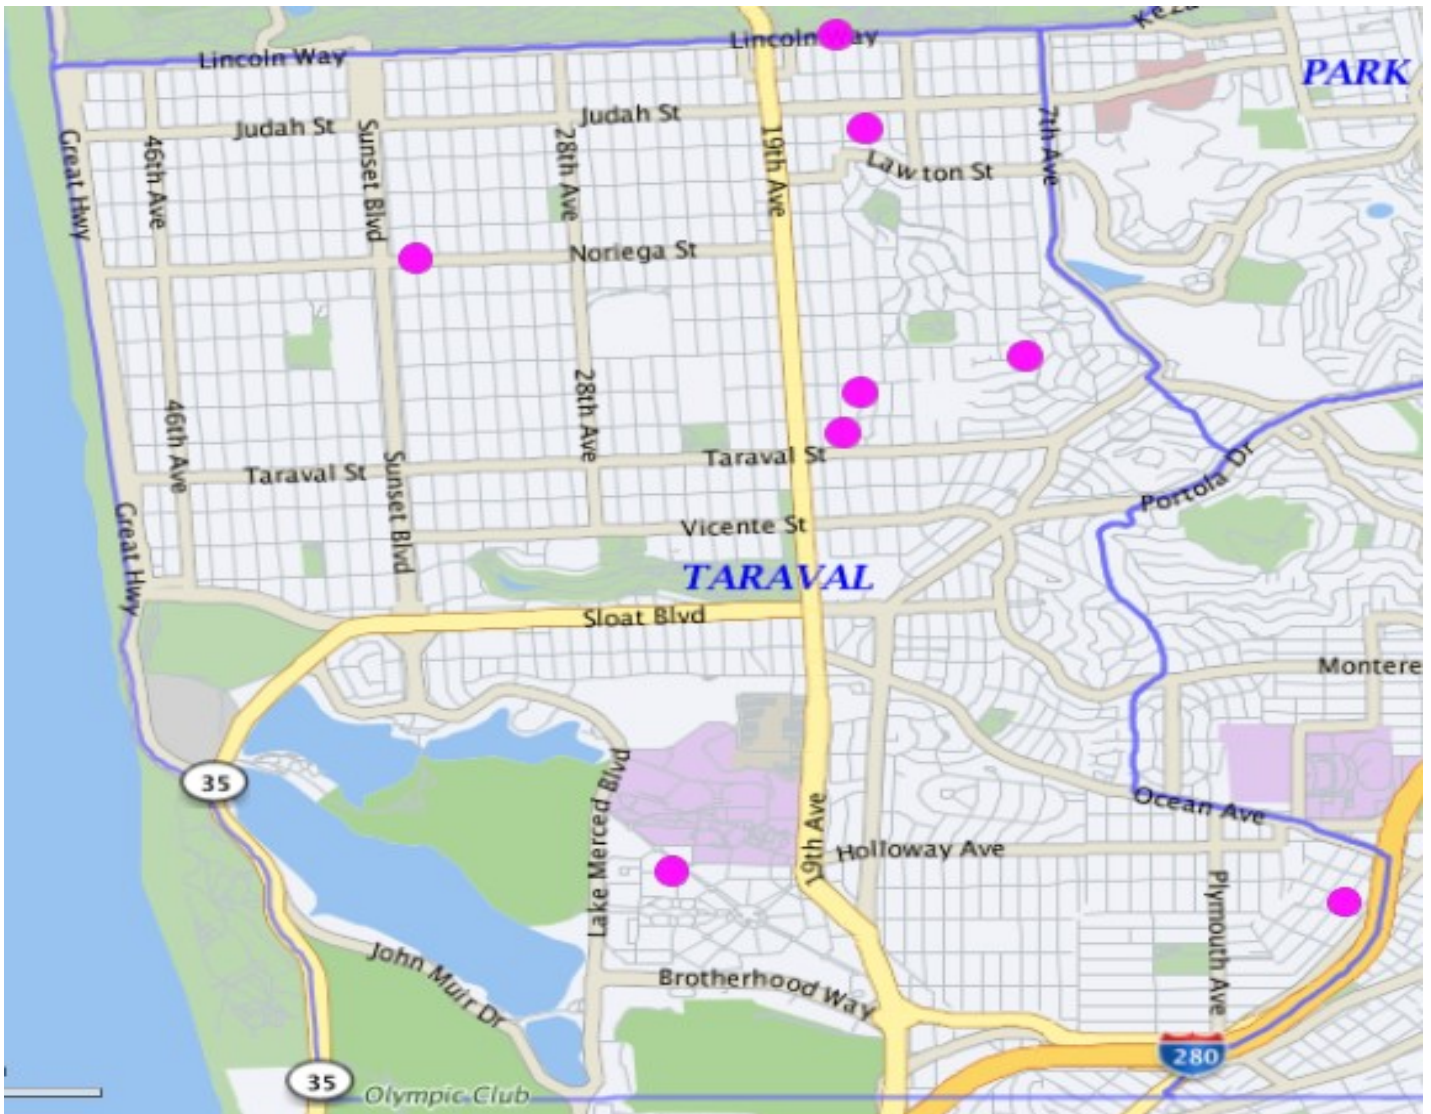 Lincoln Way
Lincoln Way
PARK
Judah St
Judah St
Great Hwy
46th Ave
Sunset Blvd
28th Ave
19th Ave
7th Ave
Lawton St
Noriega St
46th Ave
28th Ave
Taraval St
Taraval St
Sunset Blvd
Portola Dr
Great Hwy
Vicente St
TARAVAL
Sloat Blvd
Montere
35
Lake Merced Blvd
19th Ave
Ocean Ave
Holloway Ave
Plymouth Ave
John Muir Dr
Brotherhood Way
280
35
Olympic Club